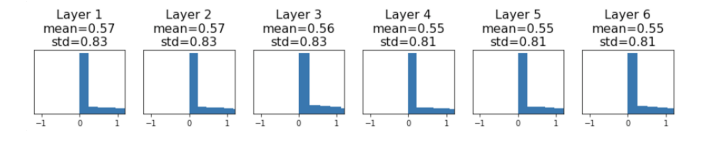 Layer 1
mean=0.57
std=0.83
Layer 2
mean=0.57
std=0.83
Layer 3
mean=0.56
std=0.83
Layer 4
mean=0.55
std=0.81
Layer 5
mean=0.55
std=0.81
Layer 6
mean=0.55
std=0.81
−1 0 1
−1 0 1
−1 0 1
−1 0 1
−1 0 1
−1 0 1